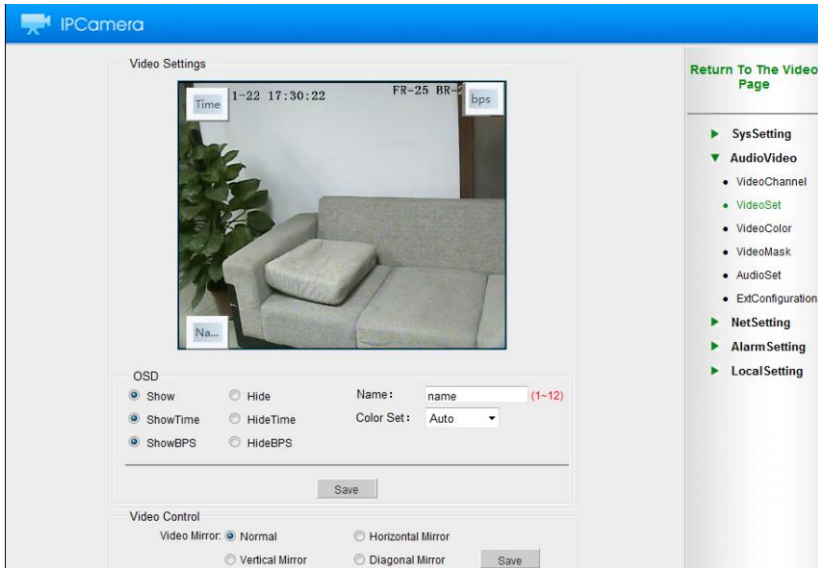 IPCamera
Video Settings
Time
1-22 17:30:22
FR-25 BR-
bps
Na...
OSD
Show Hide Name: name (1~12)
ShowTime HideTime Color Set: Auto
ShowBPS HideBPS
Save
Video Control
Video Mirror: Normal Horizontal Mirror
Vertical Mirror Diagonal Mirror Save
Return To The Video
Page
SysSetting
AudioVideo
VideoChannel
VideoSet
VideoColor
VideoMask
AudioSet
ExtConfiguration
NetSetting
AlarmSetting
LocalSetting